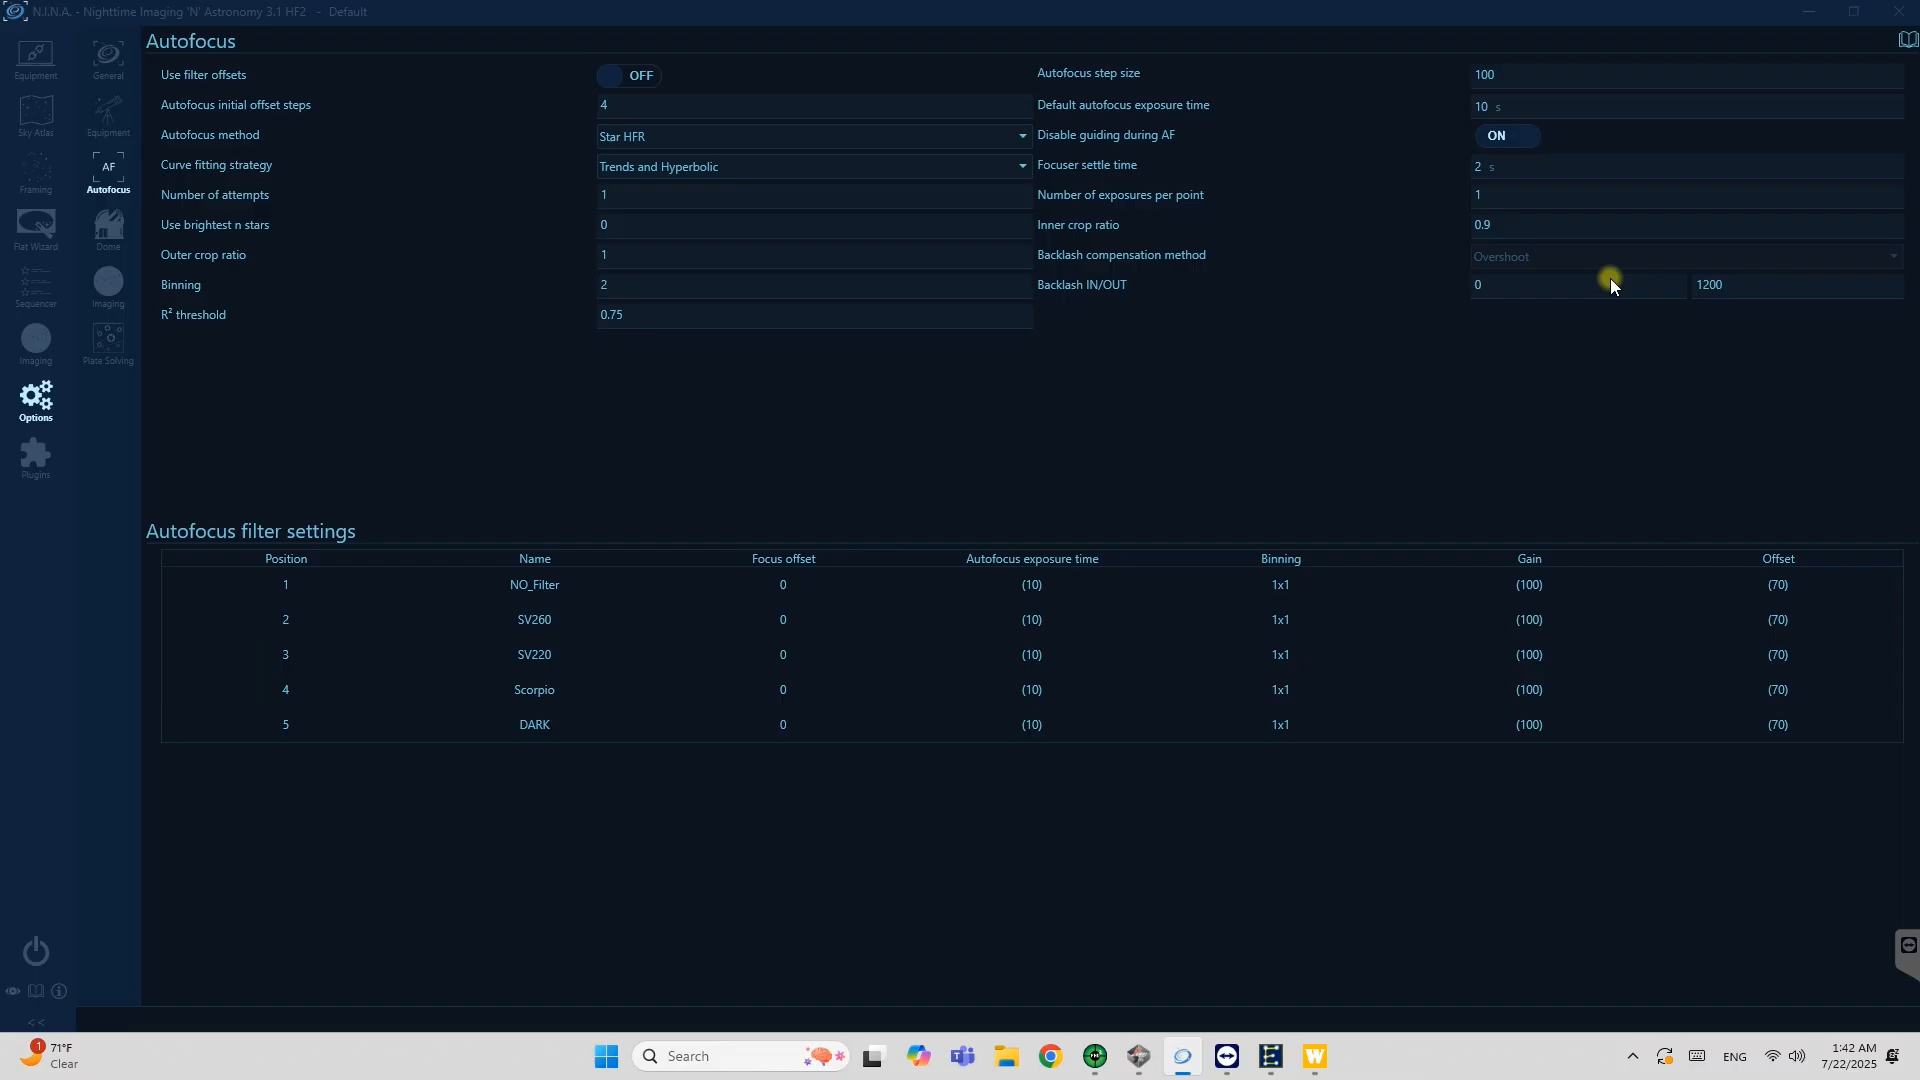 N.I.N.A. - Nighttime Imaging 'N' Astronomy 3.1 HF2 - Default
Equipment
Sky Atlas
Framing
Flat Wizard
Sequencer
Imaging
Options
Plugins
<<
General
Equipment
AF
Autofocus
Dome
Imaging
Plate Solving
Autofocus
Use filter offsets OFF
Autofocus step size 100
Autofocus initial offset steps 4
Default autofocus exposure time 10 s
Autofocus method Star HFR
Disable guiding during AF ON
Curve fitting strategy Trends and Hyperbolic
Focuser settle time 2 s
Number of attempts 1
Number of exposures per point 1
Use brightest n stars 0
Inner crop ratio 0.9
Outer crop ratio 1
Backlash compensation method Overshoot
Binning 2
Backlash IN/OUT 0 1200
R² threshold 0.75
Autofocus filter settings
Position Name Focus offset Autofocus exposure time Binning Gain Offset
1 NO_Filter 0 (10) 1x1 (100) (70)
2 SV260 0 (10) 1x1 (100) (70)
3 SV220 0 (10) 1x1 (100) (70)
4 Scorpio 0 (10) 1x1 (100) (70)
5 DARK 0 (10) 1x1 (100) (70)
1
71°F
Clear
Search
W
ENG
1:42 AM
7/22/2025